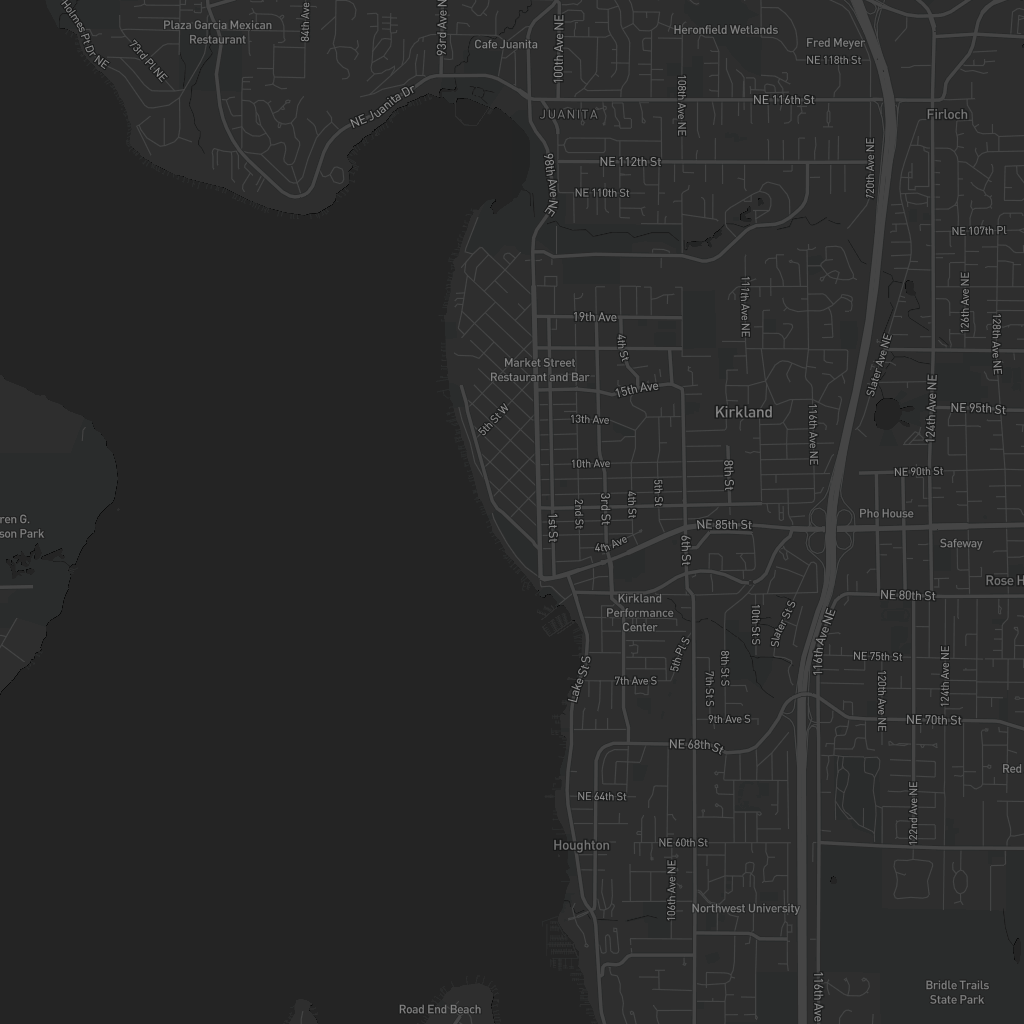 Holmes Pt Dr NE
73rd Pl NE
Plaza Garcia Mexican
Restaurant
84th Ave
93rd Ave N
Cafe Juanita
100th Ave NE
Heronfield Wetlands
Fred Meyer
NE 118th St
108th Ave NE
NE 116th St
NE Juanita Dr
JUANITA
Firloch
98th Ave NE
NE 112th St
120th Ave NE
NE 110th St
NE 107th Pl
111th Ave NE
126th Ave NE
19th Ave
4th St
128th Ave NE
Market Street
Restaurant and Bar
Slater Ave NE
15th Ave
5th St W
13th Ave
Kirkland
116th Ave NE
124th Ave NE
NE 95th St
10th Ave
8th St
NE 90th St
5th St
4th St
3rd St
2nd St
1st St
ren G.
son Park
Pho House
NE 85th St
4th Ave
6th St
Safeway
Rose H
NE 80th St
Kirkland
Performance
Center
10th St S
Slater St S
116th Ave NE
5th Pl S
8th St S
NE 75th St
124th Ave NE
Lake St S
7th Ave S
7th St S
120th Ave NE
9th Ave S
NE 70th St
NE 68th St
Red
NE 64th St
122nd Ave NE
Houghton
NE 60th St
106th Ave NE
Northwest University
116th Ave
Bridle Trails
State Park
Road End Beach